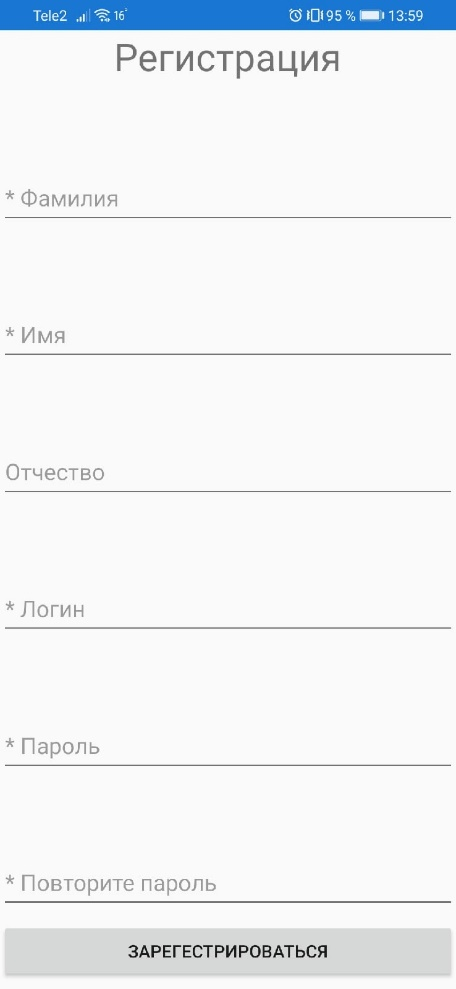 Tele2 16° 95 % 13:59
Регистрация
* Фамилия
* Имя
Отчество
* Логин
* Пароль
* Повторите пароль
ЗАРЕГЕСТРИРОВАТЬСЯ